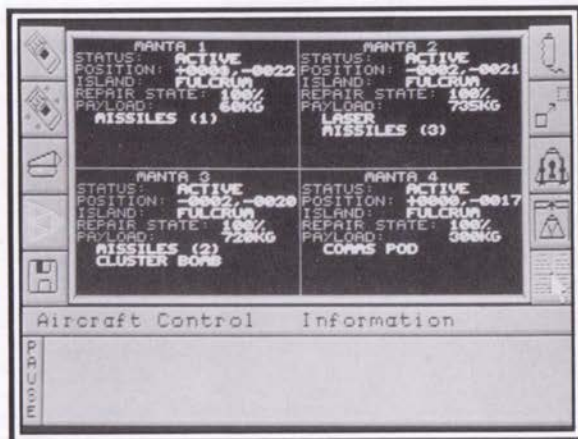 MANTA 1
STATUS: ACTIVE
POSITION: +0001,-0022
ISLAND: FULCRUM
REPAIR STATE: 100%
PAYLOAD: 60KG
MISSILES (1)
MANTA 2
STATUS: ACTIVE
POSITION: -0002,-0021
ISLAND: FULCRUM
REPAIR STATE: 100%
PAYLOAD: 735KG
LASER
MISSILES (3)
MANTA 3
STATUS: ACTIVE
POSITION: -0002,-0020
ISLAND: FULCRUM
REPAIR STATE: 100%
PAYLOAD: 720KG
MISSILES (2)
CLUSTER BOMB
MANTA 4
STATUS: ACTIVE
POSITION: +0000,-0017
ISLAND: FULCRUM
REPAIR STATE: 100%
PAYLOAD: 300KG
COMMS POD
Aircraft Control Information
PAUSE